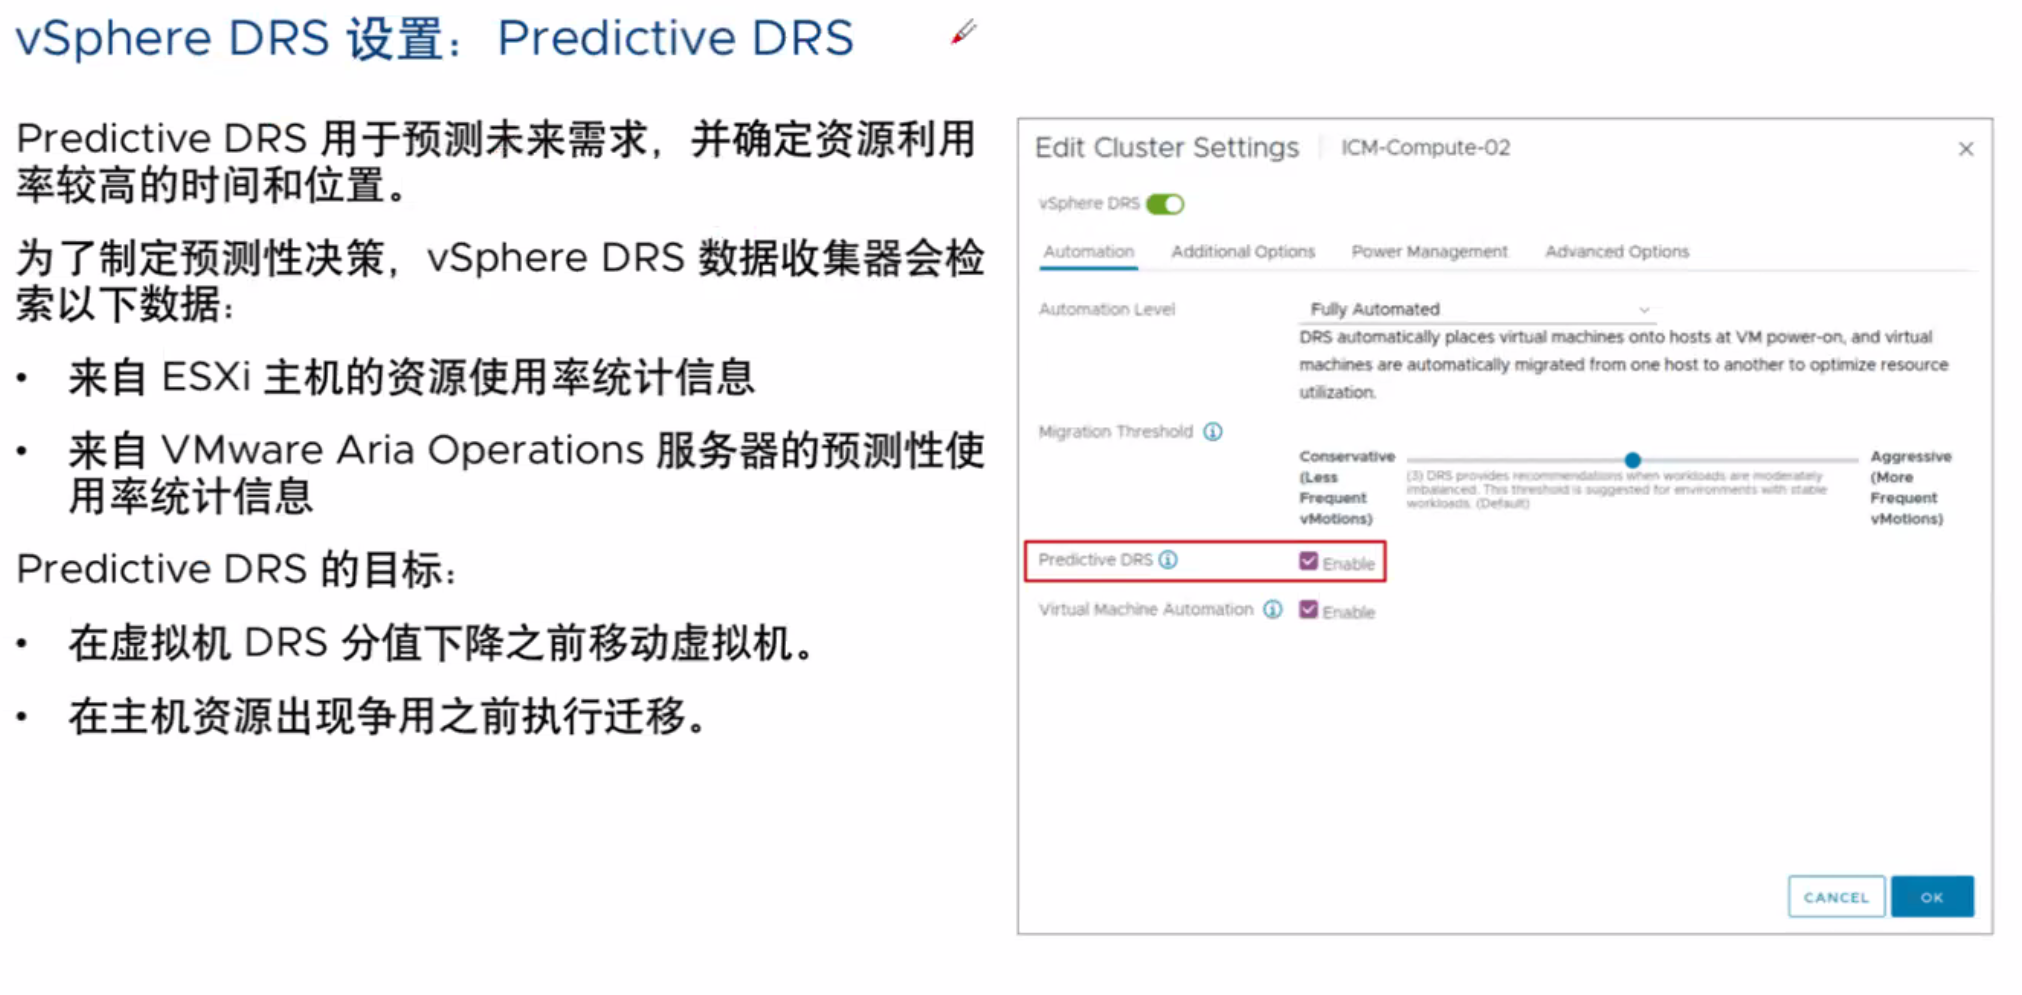 vSphere DRS 设置：Predictive DRS
Predictive DRS 用于预测未来需求，并确定资源利用
率较高的时间和位置。
为了制定预测性决策，vSphere DRS 数据收集器会检
索以下数据：
• 来自 ESXi 主机的资源使用率统计信息
• 来自 VMware Aria Operations 服务器的预测性使
用率统计信息
Predictive DRS 的目标：
• 在虚拟机 DRS 分值下降之前移动虚拟机。
• 在主机资源出现争用之前执行迁移。
Edit Cluster Settings ICM-Compute-02
vSphere DRS
Automation Additional Options Power Management Advanced Options
Automation Level Fully Automated
DRS automatically places virtual machines onto hosts at VM power-on, and virtual
machines are automatically migrated from one host to another to optimize resource
utilization.
Migration Threshold
Conservative
(Less
Frequent
vMotions)
(3) DRS provides recommendations when workloads are moderately
imbalanced. This threshold is suggested for environments with stable
workloads. (Default)
Aggressive
(More
Frequent
vMotions)
Predictive DRS Enable
Virtual Machine Automation Enable
CANCEL OK